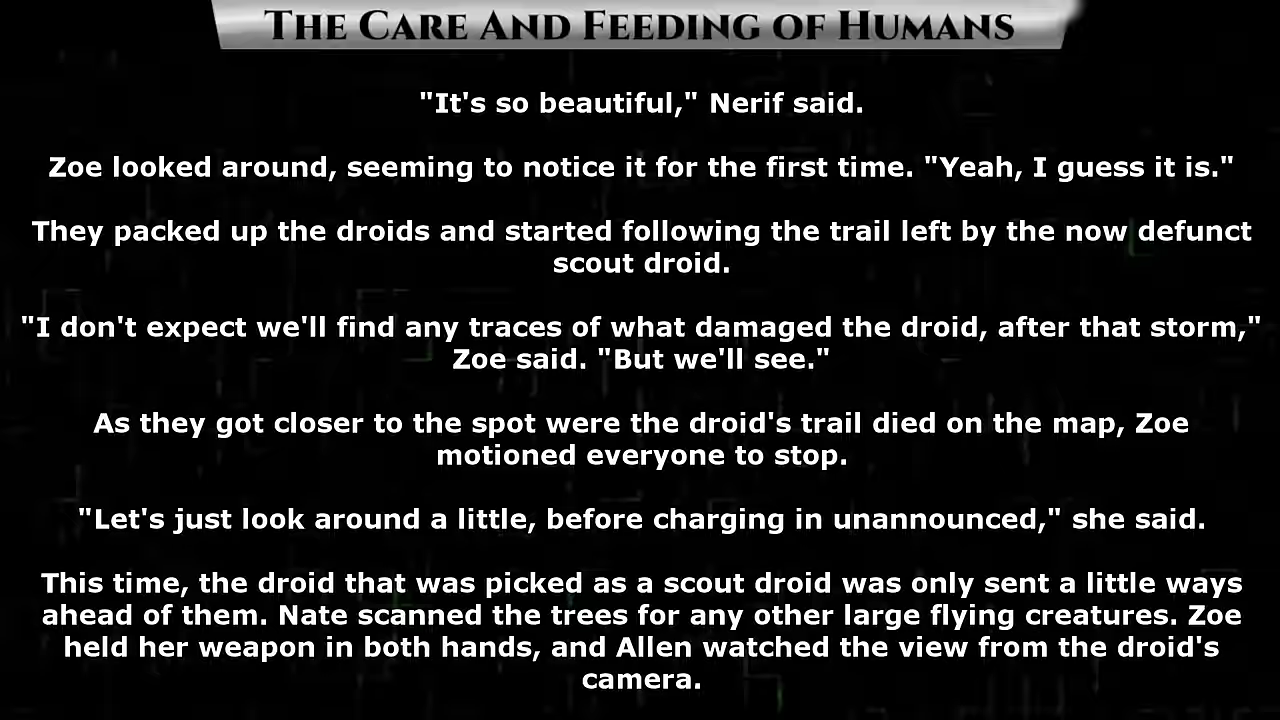 The Care And Feeding of Humans
"It's so beautiful," Nerif said.
Zoe looked around, seeming to notice it for the first time. "Yeah, I guess it is."
They packed up the droids and started following the trail left by the now defunct
scout droid.
"I don't expect we'll find any traces of what damaged the droid, after that storm,"
Zoe said. "But we'll see."
As they got closer to the spot were the droid's trail died on the map, Zoe
motioned everyone to stop.
"Let's just look around a little, before charging in unannounced," she said.
This time, the droid that was picked as a scout droid was only sent a little ways
ahead of them. Nate scanned the trees for any other large flying creatures. Zoe
held her weapon in both hands, and Allen watched the view from the droid's
camera.